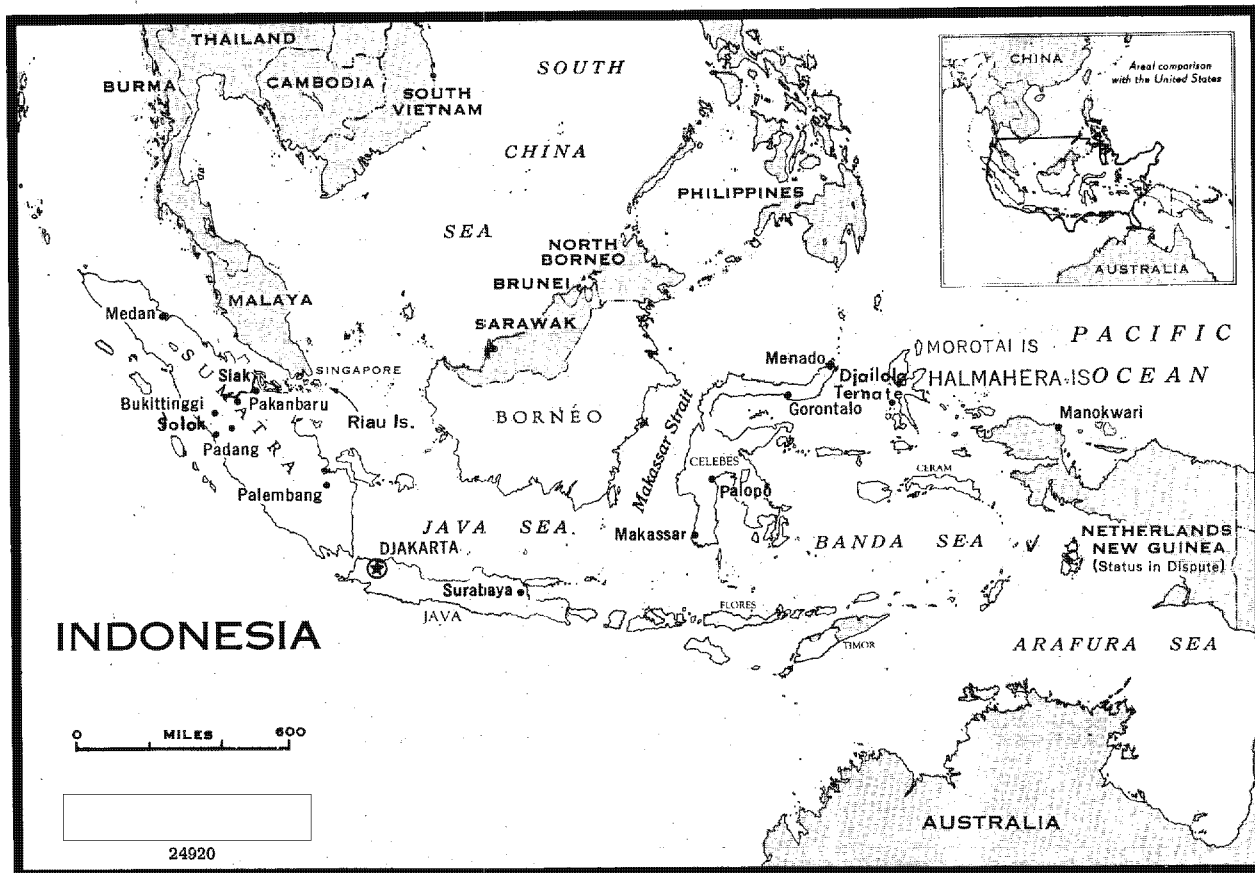 THAILAND
BURMA
CAMBODIA
SOUTH
VIETNAM
SOUTH
CHINA
SEA
PHILIPPINES
CHINA
Areal comparison
with the United States
AUSTRALIA
NORTH
BORNEO
BRUNEI
SARAWAK
MALAYA
Medan
SUMATRA
Siak
SINGAPORE
Bukittinggi
Pakanbaru
Solok
Riau Is.
Padang
Palembang
BORNÉO
Makassar Strait
Menado
Gorontalo
Djailolo
Ternate
MOROTAI IS
HALMAHERA IS
PACIFIC
OCEAN
Manokwari
CELEBES
Palopo
CERAM
Makassar
JAVA SEA
BANDA SEA
NETHERLANDS
NEW GUINEA
(Status in Dispute)
DJAKARTA
Surabaya
JAVA
FLORES
TIMOR
ARAFURA SEA
INDONESIA
0 MILES 600
AUSTRALIA
24920